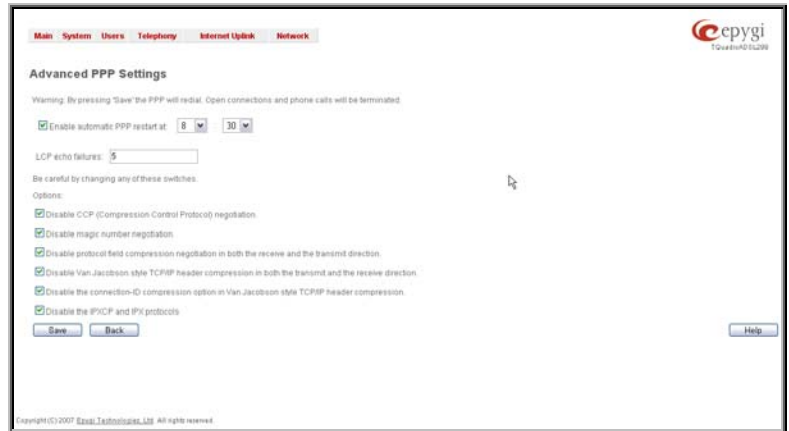 Main System Users Telephony Internet Uplink Network
epygi
Advanced PPP Settings
Warning: By pressing 'Save' the PPP will redial. Open connections and phone calls will be terminated.
Enable automatic PPP restart at: 8 : 30
LCP echo failures: 5
Be careful by changing any of these switches.
Options:
Disable CCP (Compression Control Protocol) negotiation.
Disable magic number negotiation.
Disable protocol field compression negotiation in both the receive and the transmit direction.
Disable Van Jacobson style TCP/IP header compression in both the transmit and the receive direction.
Disable the connection-ID compression option in Van Jacobson style TCP/IP header compression.
Disable the IPXCP and IPX protocols
Save Back Help
Copyright (C) 2007 Epygi Technologies, Ltd. All rights reserved.